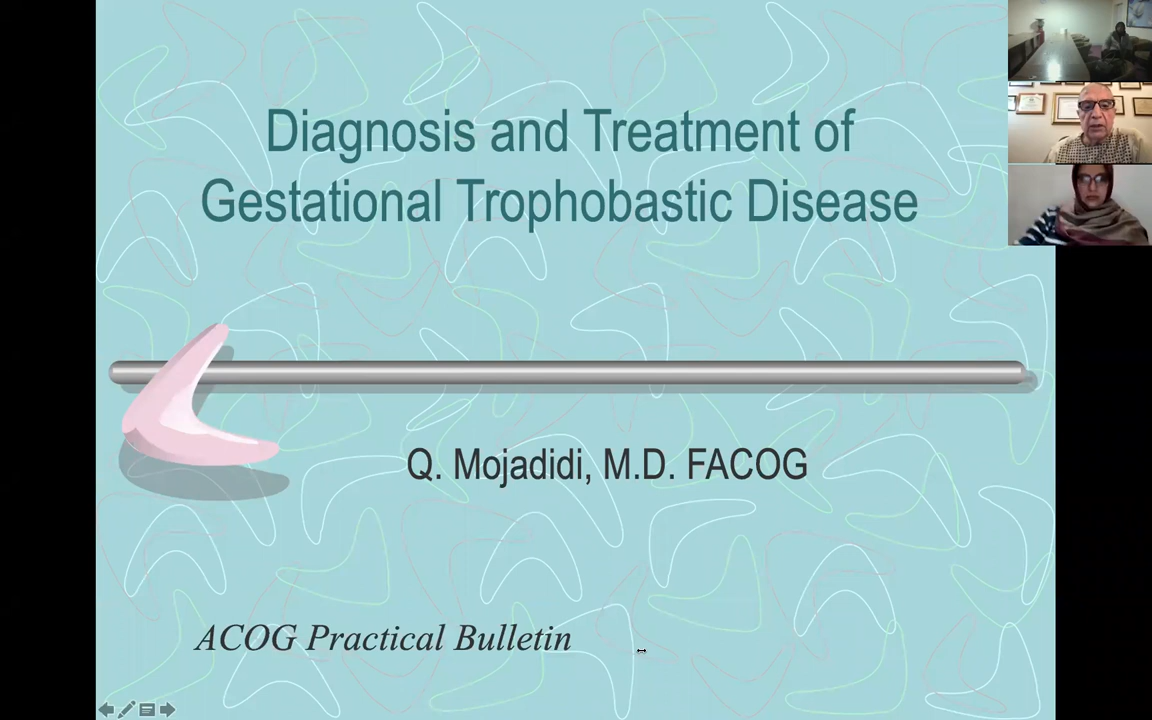 Diagnosis and Treatment of
Gestational Trophobastic Disease
Q. Mojadidi, M.D. FACOG
ACOG Practical Bulletin